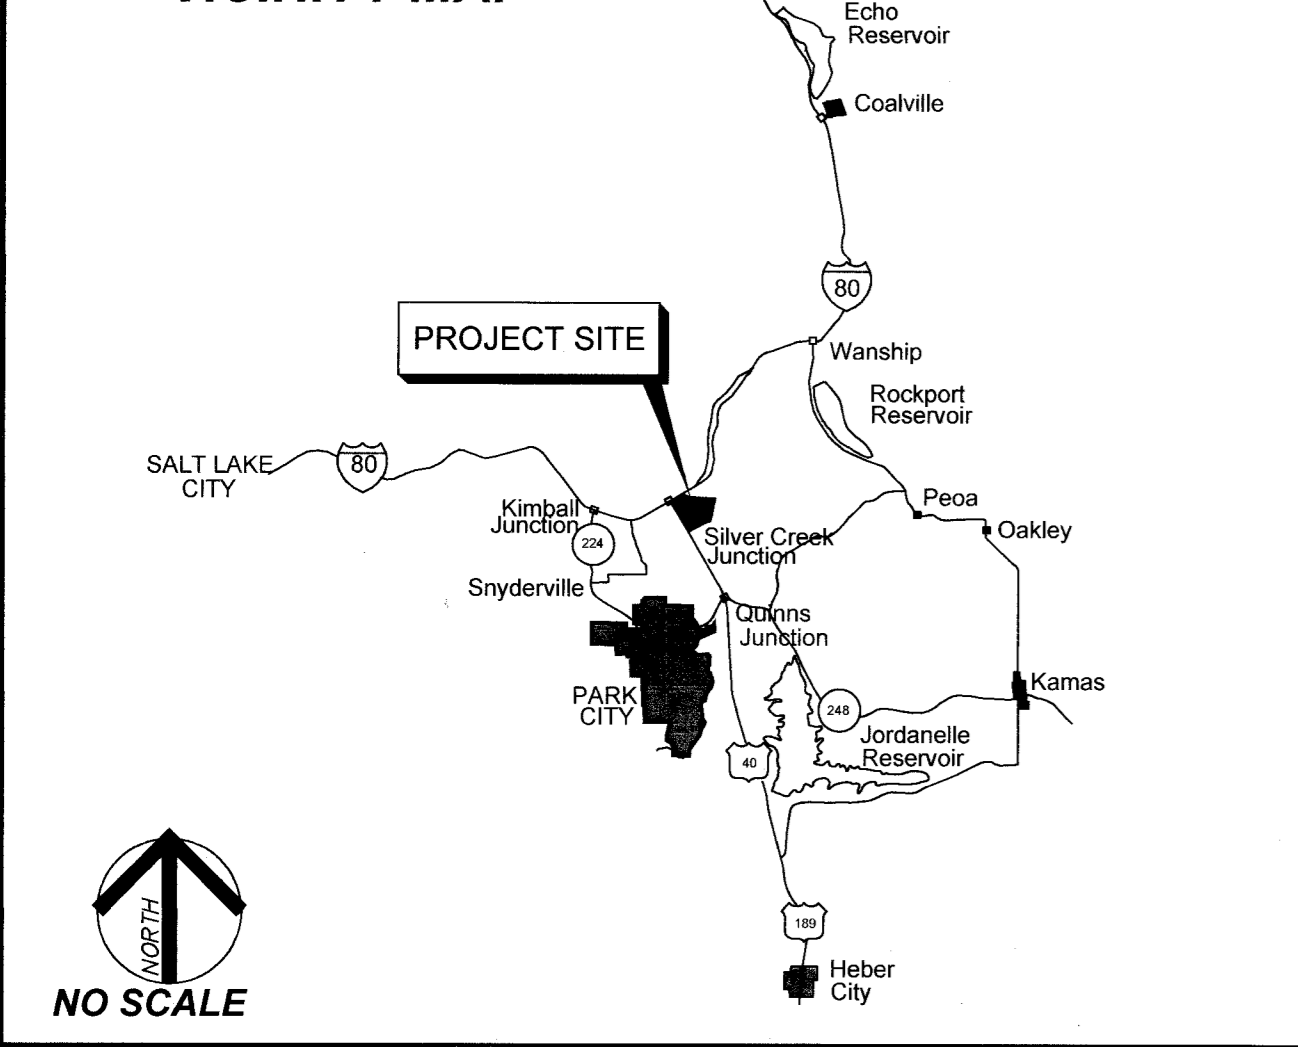 Echo
Reservoir
Coalville
80
PROJECT SITE
Wanship
Rockport
Reservoir
SALT LAKE
CITY
80
Kimball
Junction
Peoa
Oakley
224
Silver Creek
Junction
Snyderville
Quinns
Junction
Kamas
PARK
CITY
248
Jordanelle
Reservoir
40
NORTH
189
Heber
City
NO SCALE